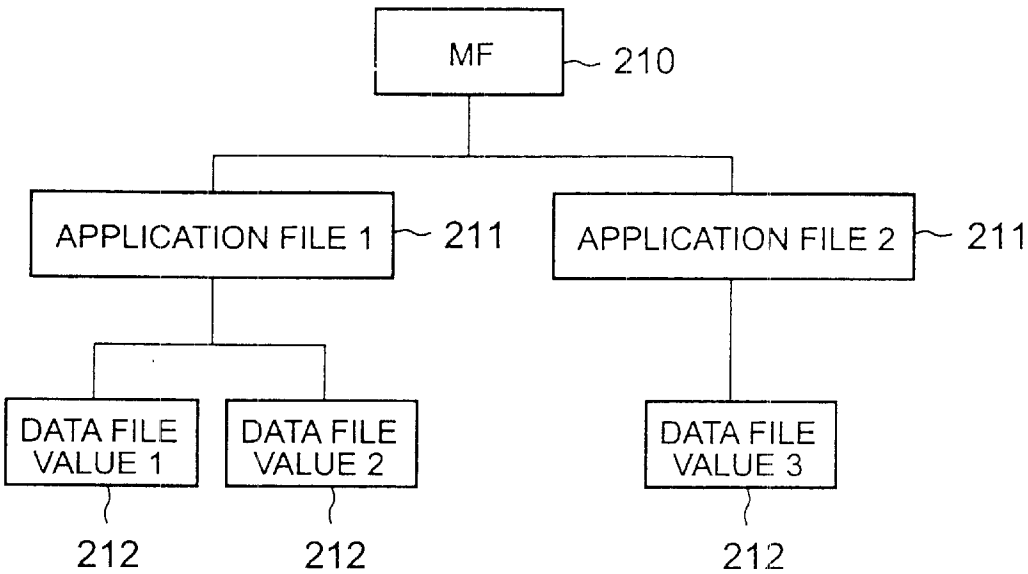 MF
210
APPLICATION FILE 1
211
APPLICATION FILE 2
211
DATA FILE
VALUE 1
DATA FILE
VALUE 2
DATA FILE
VALUE 3
212
212
212